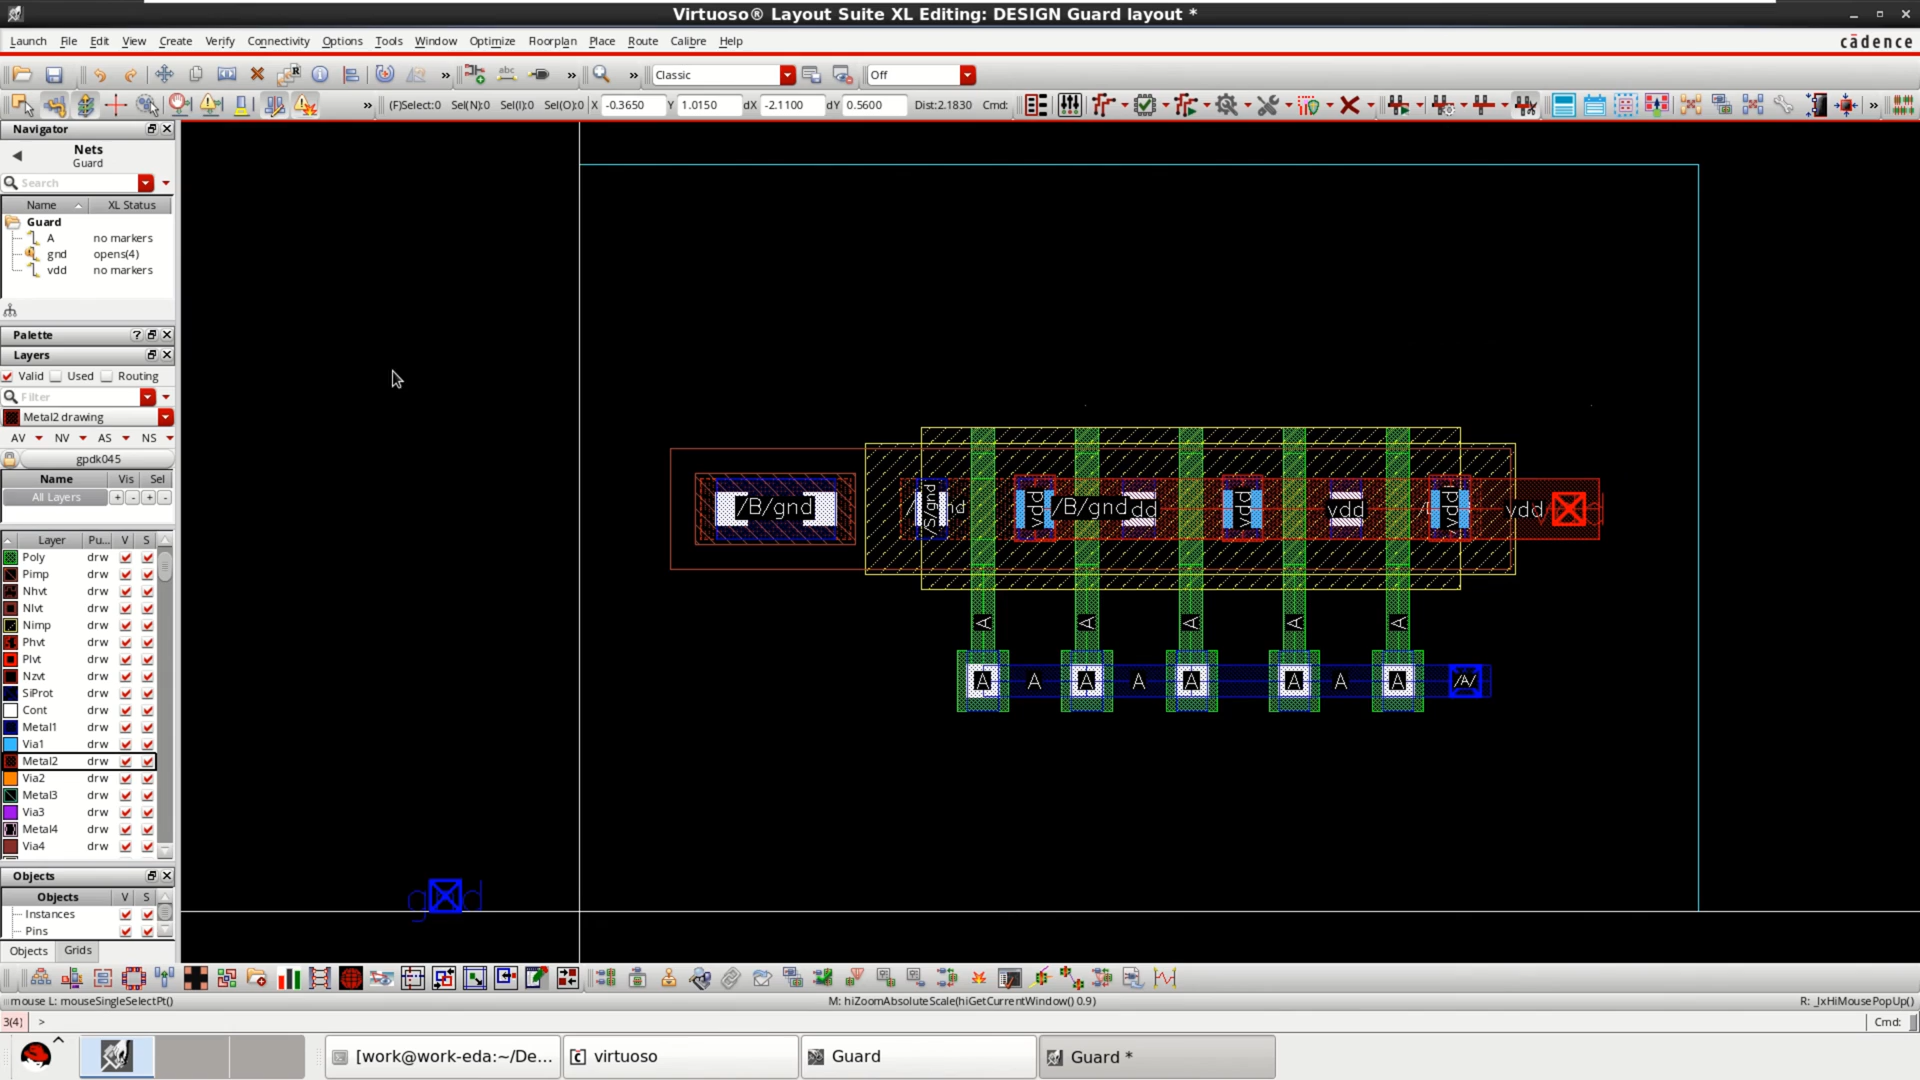 Virtuoso® Layout Suite XL Editing: DESIGN Guard layout *
Launch File Edit View Create Verify Connectivity Options Tools Window Optimize Floorplan Place Route Calibre Help
cādence
» » » Classic Off
» (F)Select:0 Sel(N):0 Sel(I):0 Sel(O):0 X -0.3650 Y 1.0150 dX -2.1100 dY 0.5600 Dist:2.1830 Cmd: »
Navigator
Nets
Guard
Search
Name XL Status
Guard
A no markers
gnd opens(4)
vdd no markers
Palette ?
Layers
Valid Used Routing
Filter
Metal2 drawing
AV NV AS NS
gpdk045
Name Vis Sel
All Layers + - + -
Layer Pu... V S
Poly drw
Pimp drw
Nhvt drw
Nlvt drw
Nimp drw
Phvt drw
Plvt drw
Nzvt drw
SiProt drw
Cont drw
Metal1 drw
Via1 drw
Metal2 drw
Via2 drw
Metal3 drw
Via3 drw
Metal4 drw
Via4 drw
Objects
Objects V S
Instances
Pins
Objects Grids
/B/gnd /S/gnd vdd /B/gnd vdd vdd vdd vdd
A A A A A
A A A A A A A A /A/
mouse L: mouseSingleSelectPt()
M: hiZoomAbsoluteScale(hiGetCurrentWindow() 0.9)
R: _lxHiMousePopUp()
3(4) >
Cmd:
[work@work-eda:~/De... virtuoso Guard Guard *